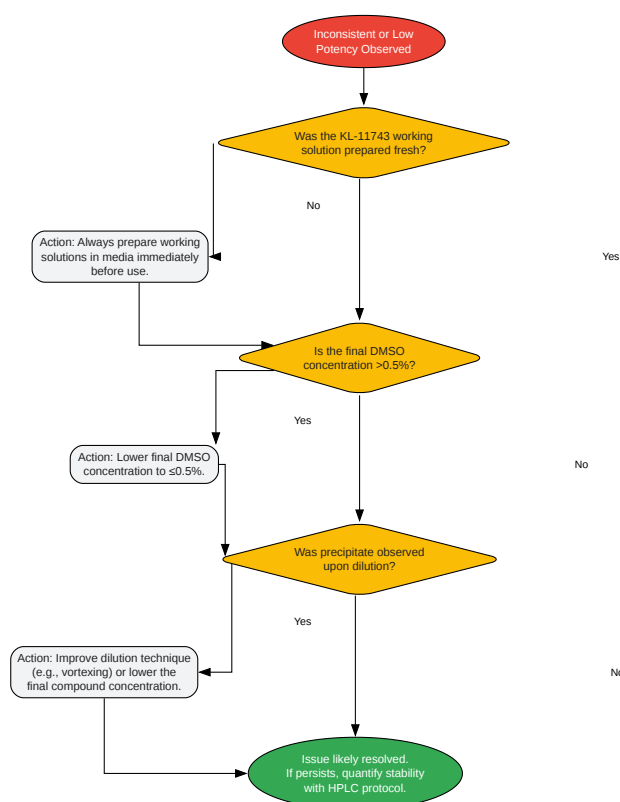 Inconsistent or Low
Potency Observed
Was the KL-11743 working
solution prepared fresh?
No
Action: Always prepare working
solutions in media immediately
before use.
Yes
Is the final DMSO
concentration >0.5%?
Yes
Action: Lower final DMSO
concentration to ≤0.5%.
No
Was precipitate observed
upon dilution?
Yes
Action: Improve dilution technique
(e.g., vortexing) or lower the
final compound concentration.
No
Issue likely resolved.
If persists, quantify stability
with HPLC protocol.